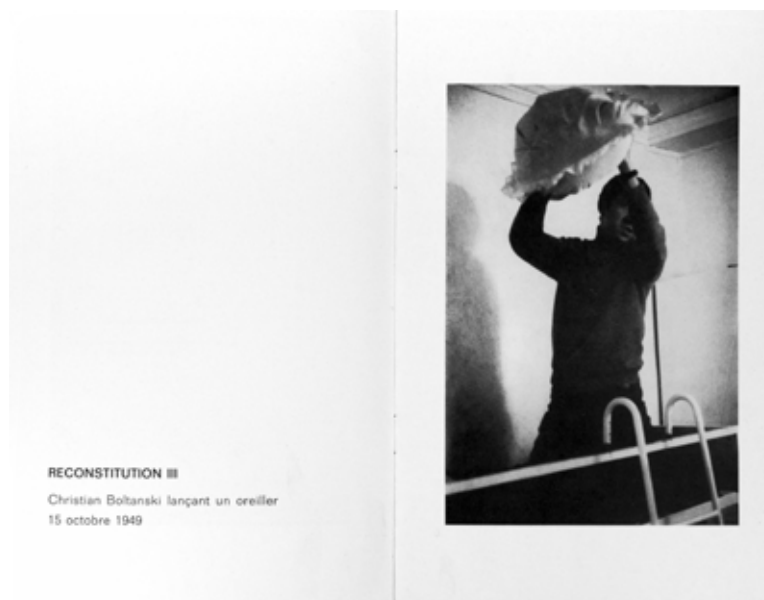 RECONSTITUTION III
Christian Boltanski lançant un oreiller
15 octobre 1949